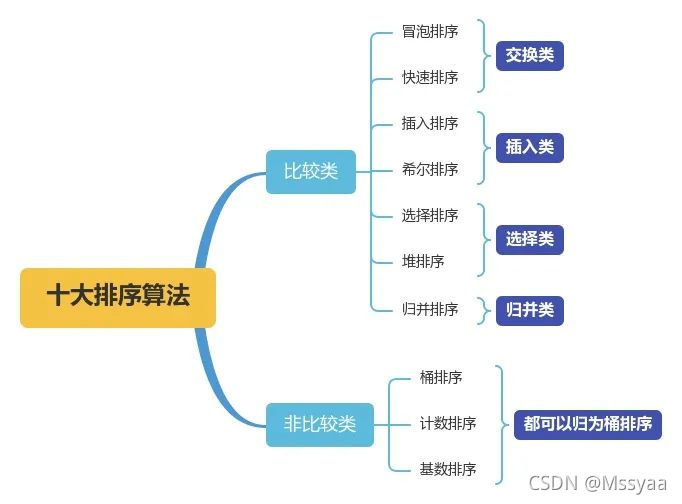 十大排序算法
比较类
冒泡排序
快速排序
交换类
插入排序
希尔排序
插入类
选择排序
堆排序
选择类
归并排序
归并类
非比较类
桶排序
计数排序
基数排序
都可以归为桶排序
CSDN @Mssyaa